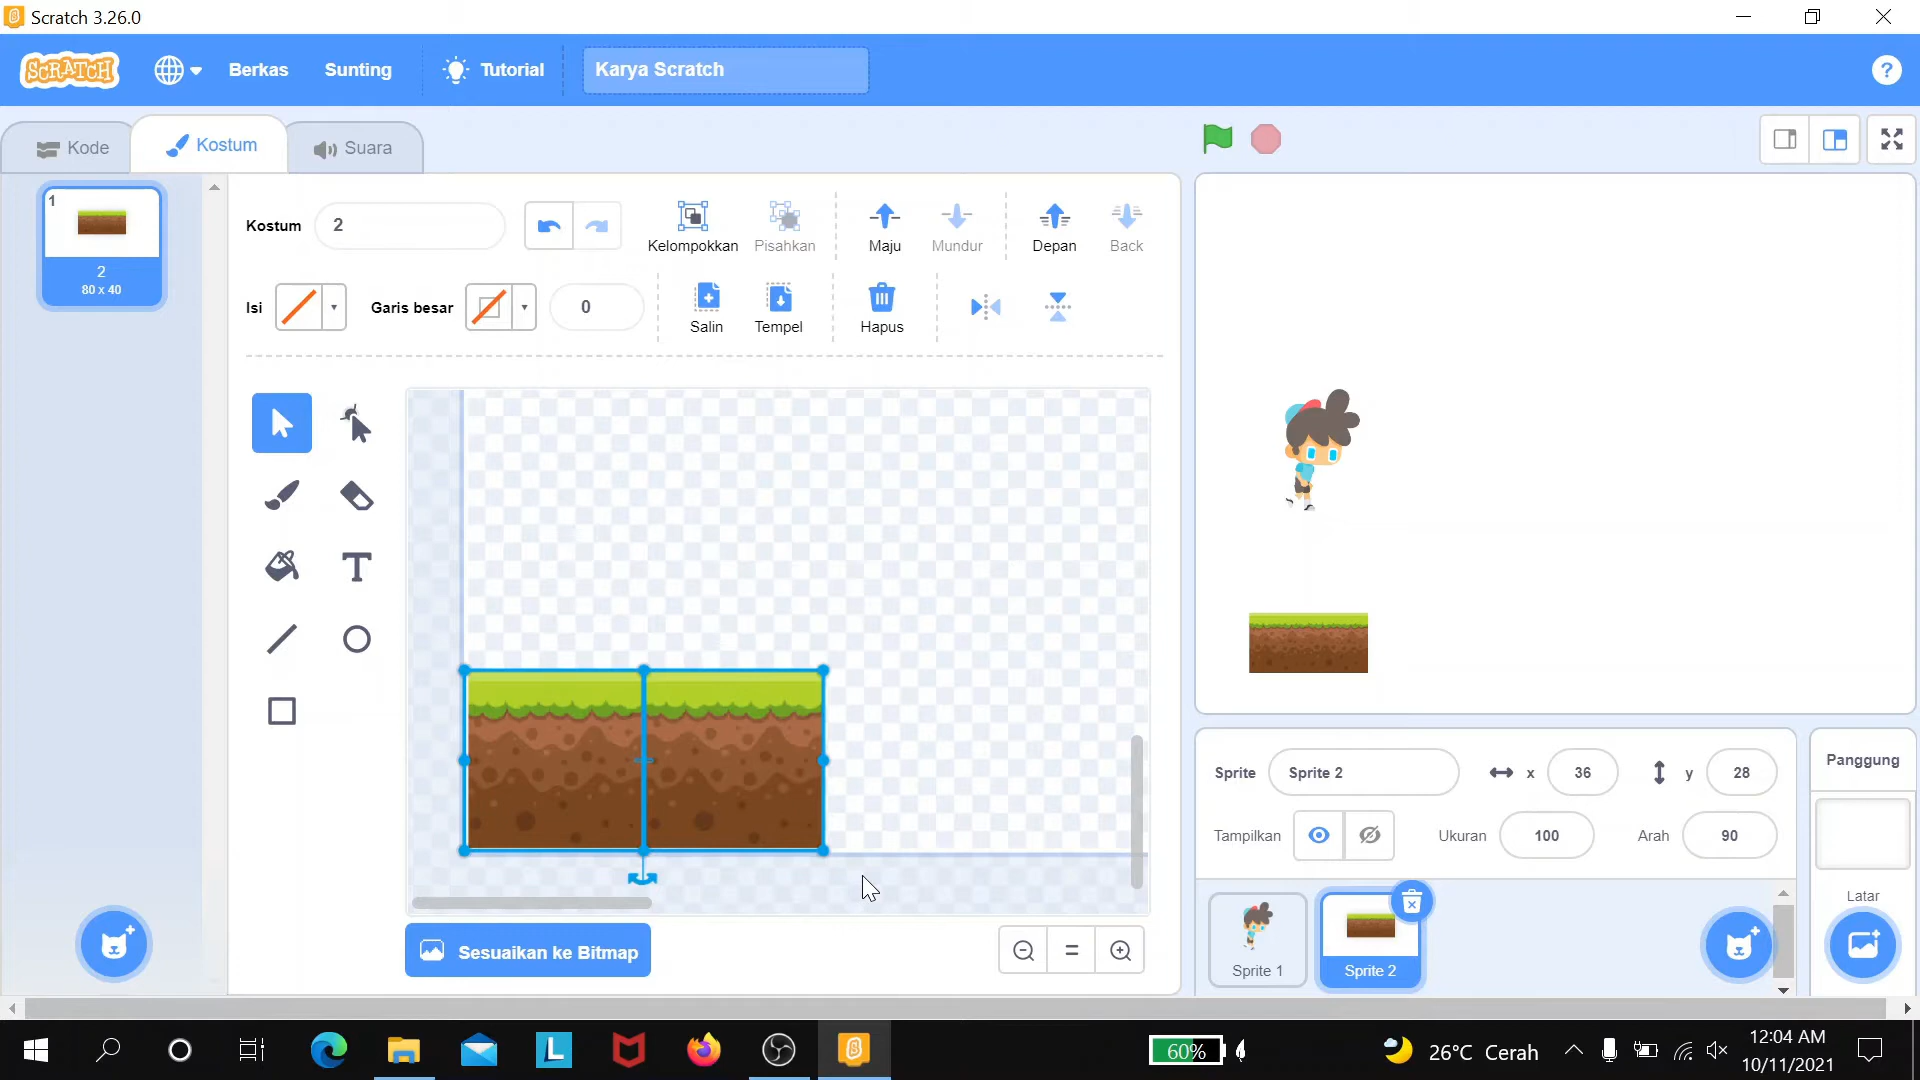 Scratch 3.26.0
SCRATCH
Berkas
Sunting
Tutorial
Karya Scratch
?
Kode
Kostum
Suara
1
2
80 x 40
Kostum
2
Kelompokkan
Pisahkan
Maju
Mundur
Depan
Back
Isi
Garis besar
0
Salin
Tempel
Hapus
T
Sesuaikan ke Bitmap
Sprite
Sprite 2
x
36
y
28
Tampilkan
Ukuran
100
Arah
90
Sprite 1
Sprite 2
Panggung
Latar
L
60%
26°C Cerah
12:04 AM
10/11/2021